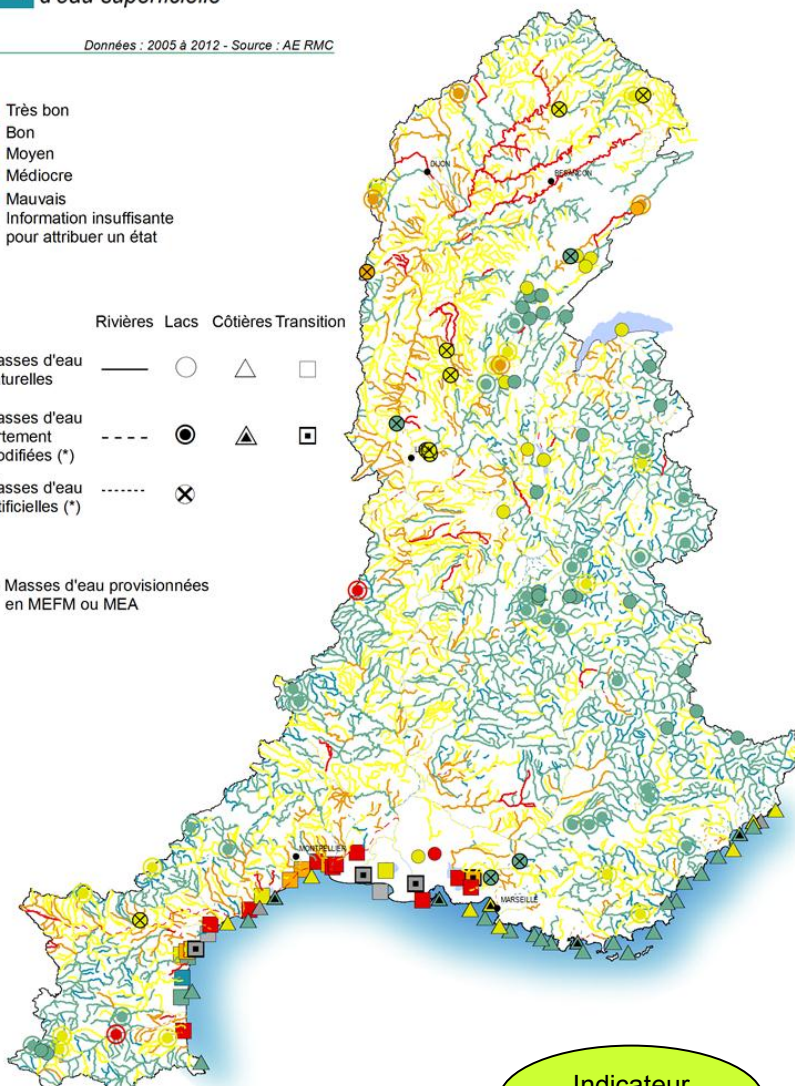 d'eau superficielle
Données : 2005 à 2012 - Source : AE RMC
Très bon
Bon
Moyen
Médiocre
Mauvais
Information insuffisante
pour attribuer un état
Rivières Lacs Côtières Transition
asses d'eau
turelles
asses d'eau
rtement
odifiées (*)
asses d'eau
tificielles (*)
Masses d'eau provisionnées
en MEFM ou MEA
DIJON
BESANCON
MONTPELLIER
MARSEILLE
Indicateur